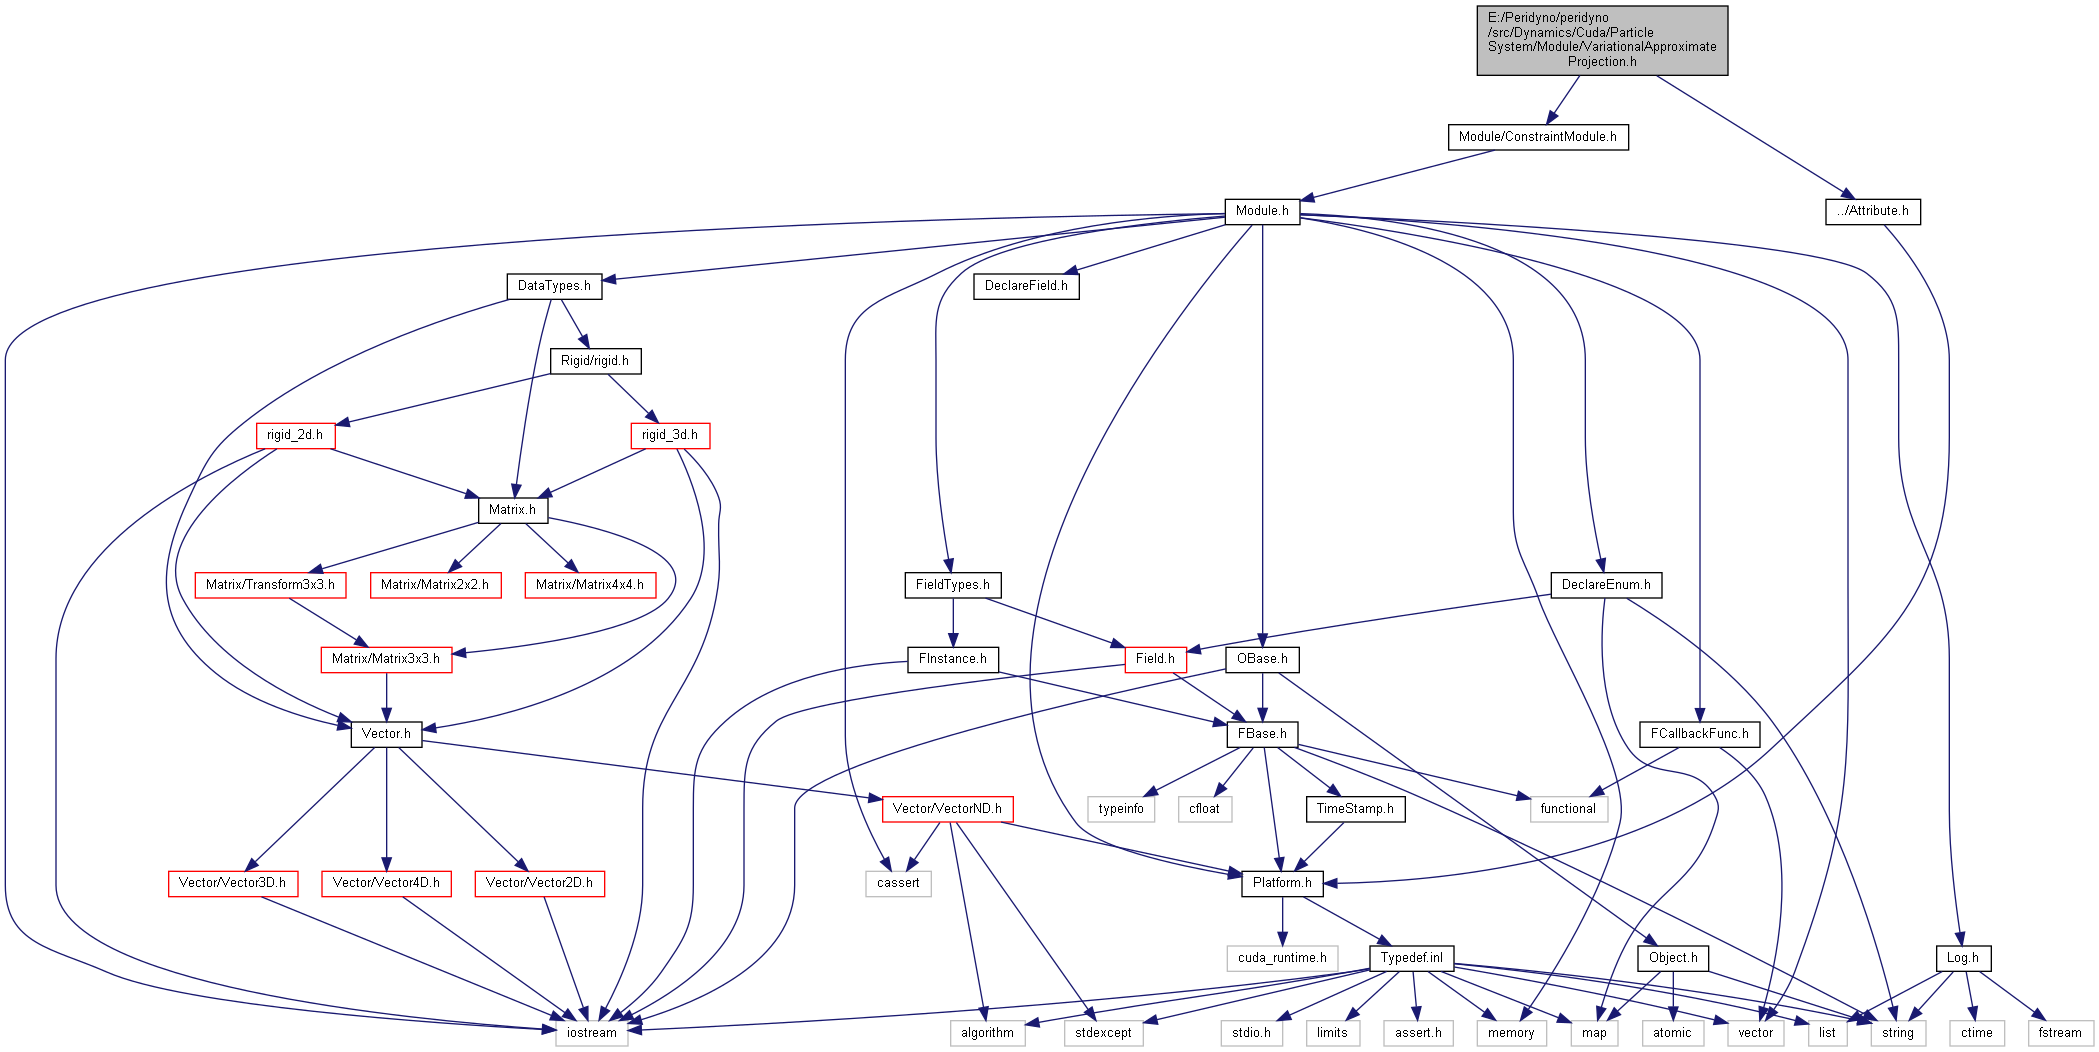 E:/Peridyno/peridyno
/src/Dynamics/Cuda/Particle
System/Module/VariationalApproximate
Projection.h
Module/ConstraintModule.h
Module.h
../Attribute.h
DataTypes.h
DeclareField.h
Rigid/rigid.h
rigid_2d.h
rigid_3d.h
Matrix.h
Matrix/Transform3x3.h
Matrix/Matrix2x2.h
Matrix/Matrix4x4.h
FieldTypes.h
DeclareEnum.h
Matrix/Matrix3x3.h
FInstance.h
Field.h
OBase.h
Vector.h
FBase.h
FCallbackFunc.h
Vector/VectorND.h
typeinfo
cfloat
TimeStamp.h
functional
Vector/Vector3D.h
Vector/Vector4D.h
Vector/Vector2D.h
cassert
Platform.h
cuda_runtime.h
Typedef.inl
Object.h
Log.h
iostream
algorithm
stdexcept
stdio.h
limits
assert.h
memory
map
atomic
vector
list
string
ctime
fstream